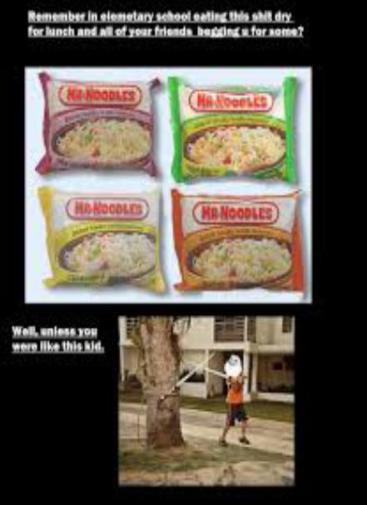 Remember in elemetary school eating this shit dry
for lunch and all of your friends begging u for some?
MR.NOODLES
MR.NOODLES
MR.NOODLES
MR.NOODLES
Well, unless you
were like this kid.